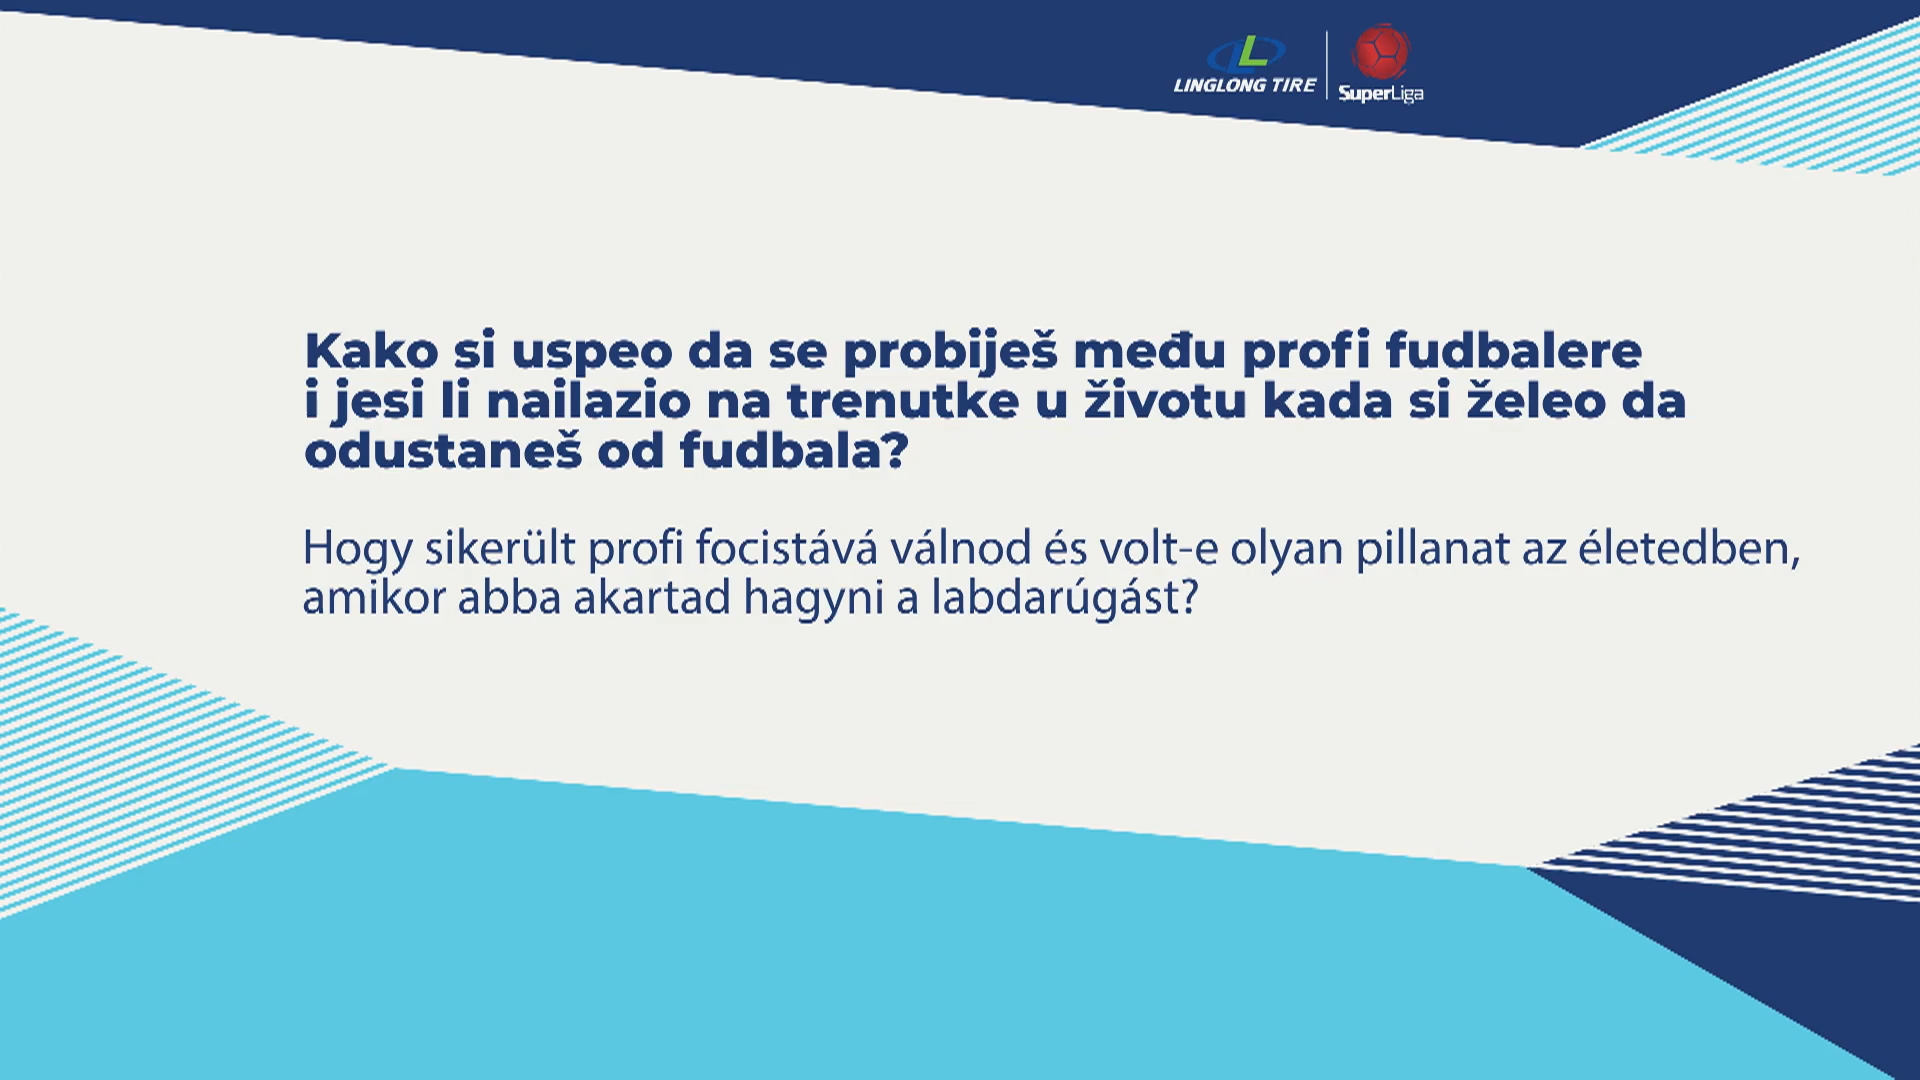 LINGLONG TIRE
SuperLiga
Kako si uspeo da se probiješ među profi fudbalere
i jesi li nailazio na trenutke u životu kada si želeo da
odustaneš od fudbala?
Hogy sikerült profi focistává válnod és volt-e olyan pillanat az életedben,
amikor abba akartad hagyni a labdarúgást?